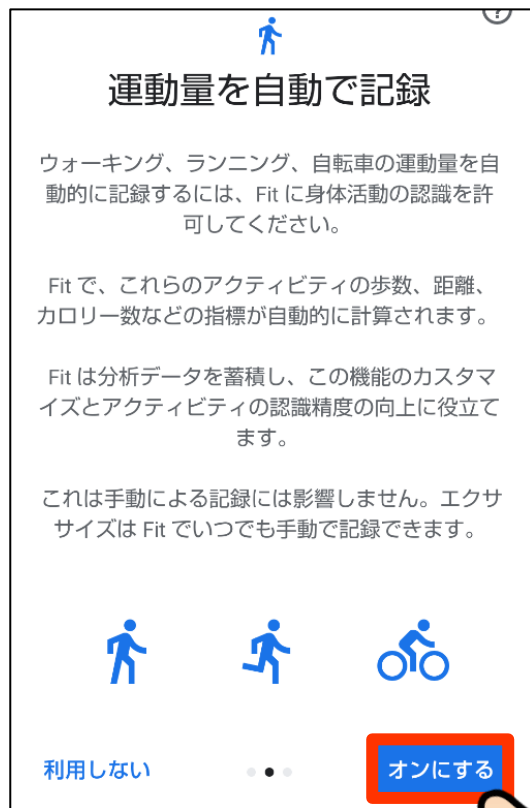 ?
運動量を自動で記録
ウォーキング、ランニング、自転車の運動量を自
動的に記録するには、Fit に身体活動の認識を許
可してください。
Fit で、これらのアクティビティの歩数、距離、
カロリー数などの指標が自動的に計算されます。
Fit は分析データを蓄積し、この機能のカスタマ
イズとアクティビティの認識精度の向上に役立て
ます。
これは手動による記録には影響しません。エクサ
サイズは Fit でいつでも手動で記録できます。
利用しない
オンにする